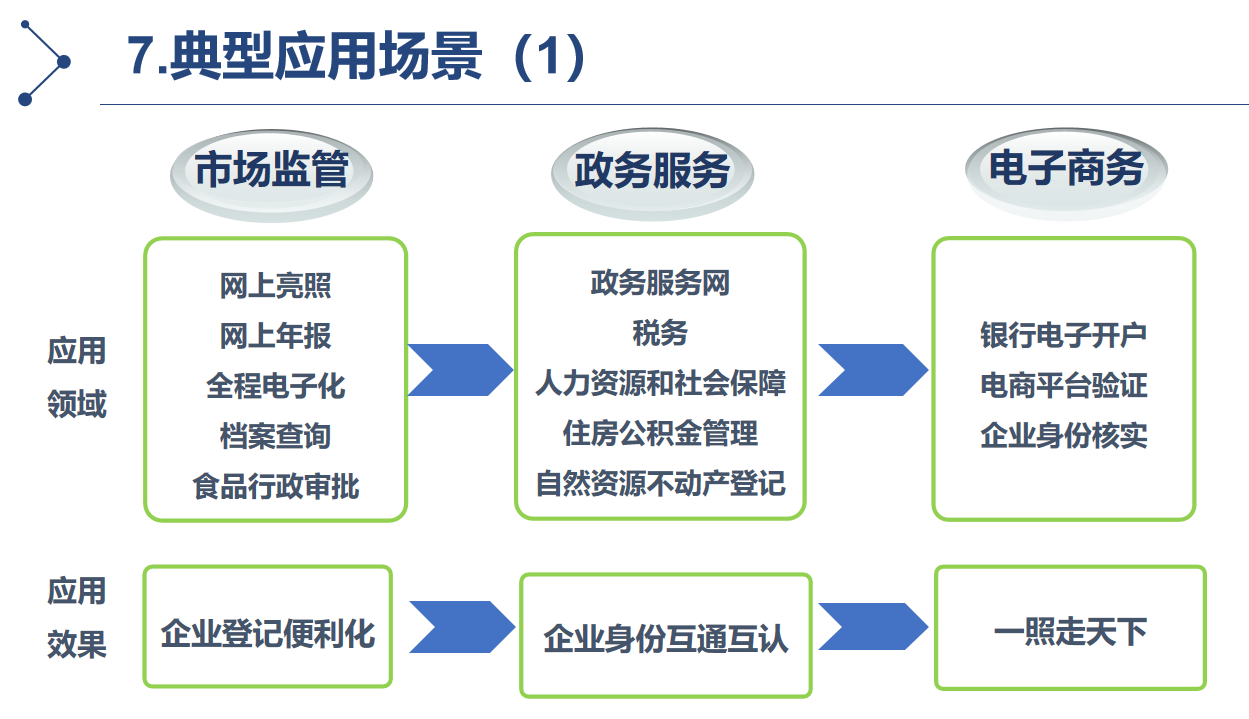 7.典型应用场景（1）
市场监管
政务服务
电子商务
应用
领域
网上亮照
网上年报
全程电子化
档案查询
食品行政审批
政务服务网
税务
人力资源和社会保障
住房公积金管理
自然资源不动产登记
银行电子开户
电商平台验证
企业身份核实
应用
效果
企业登记便利化
企业身份互通互认
一照走天下